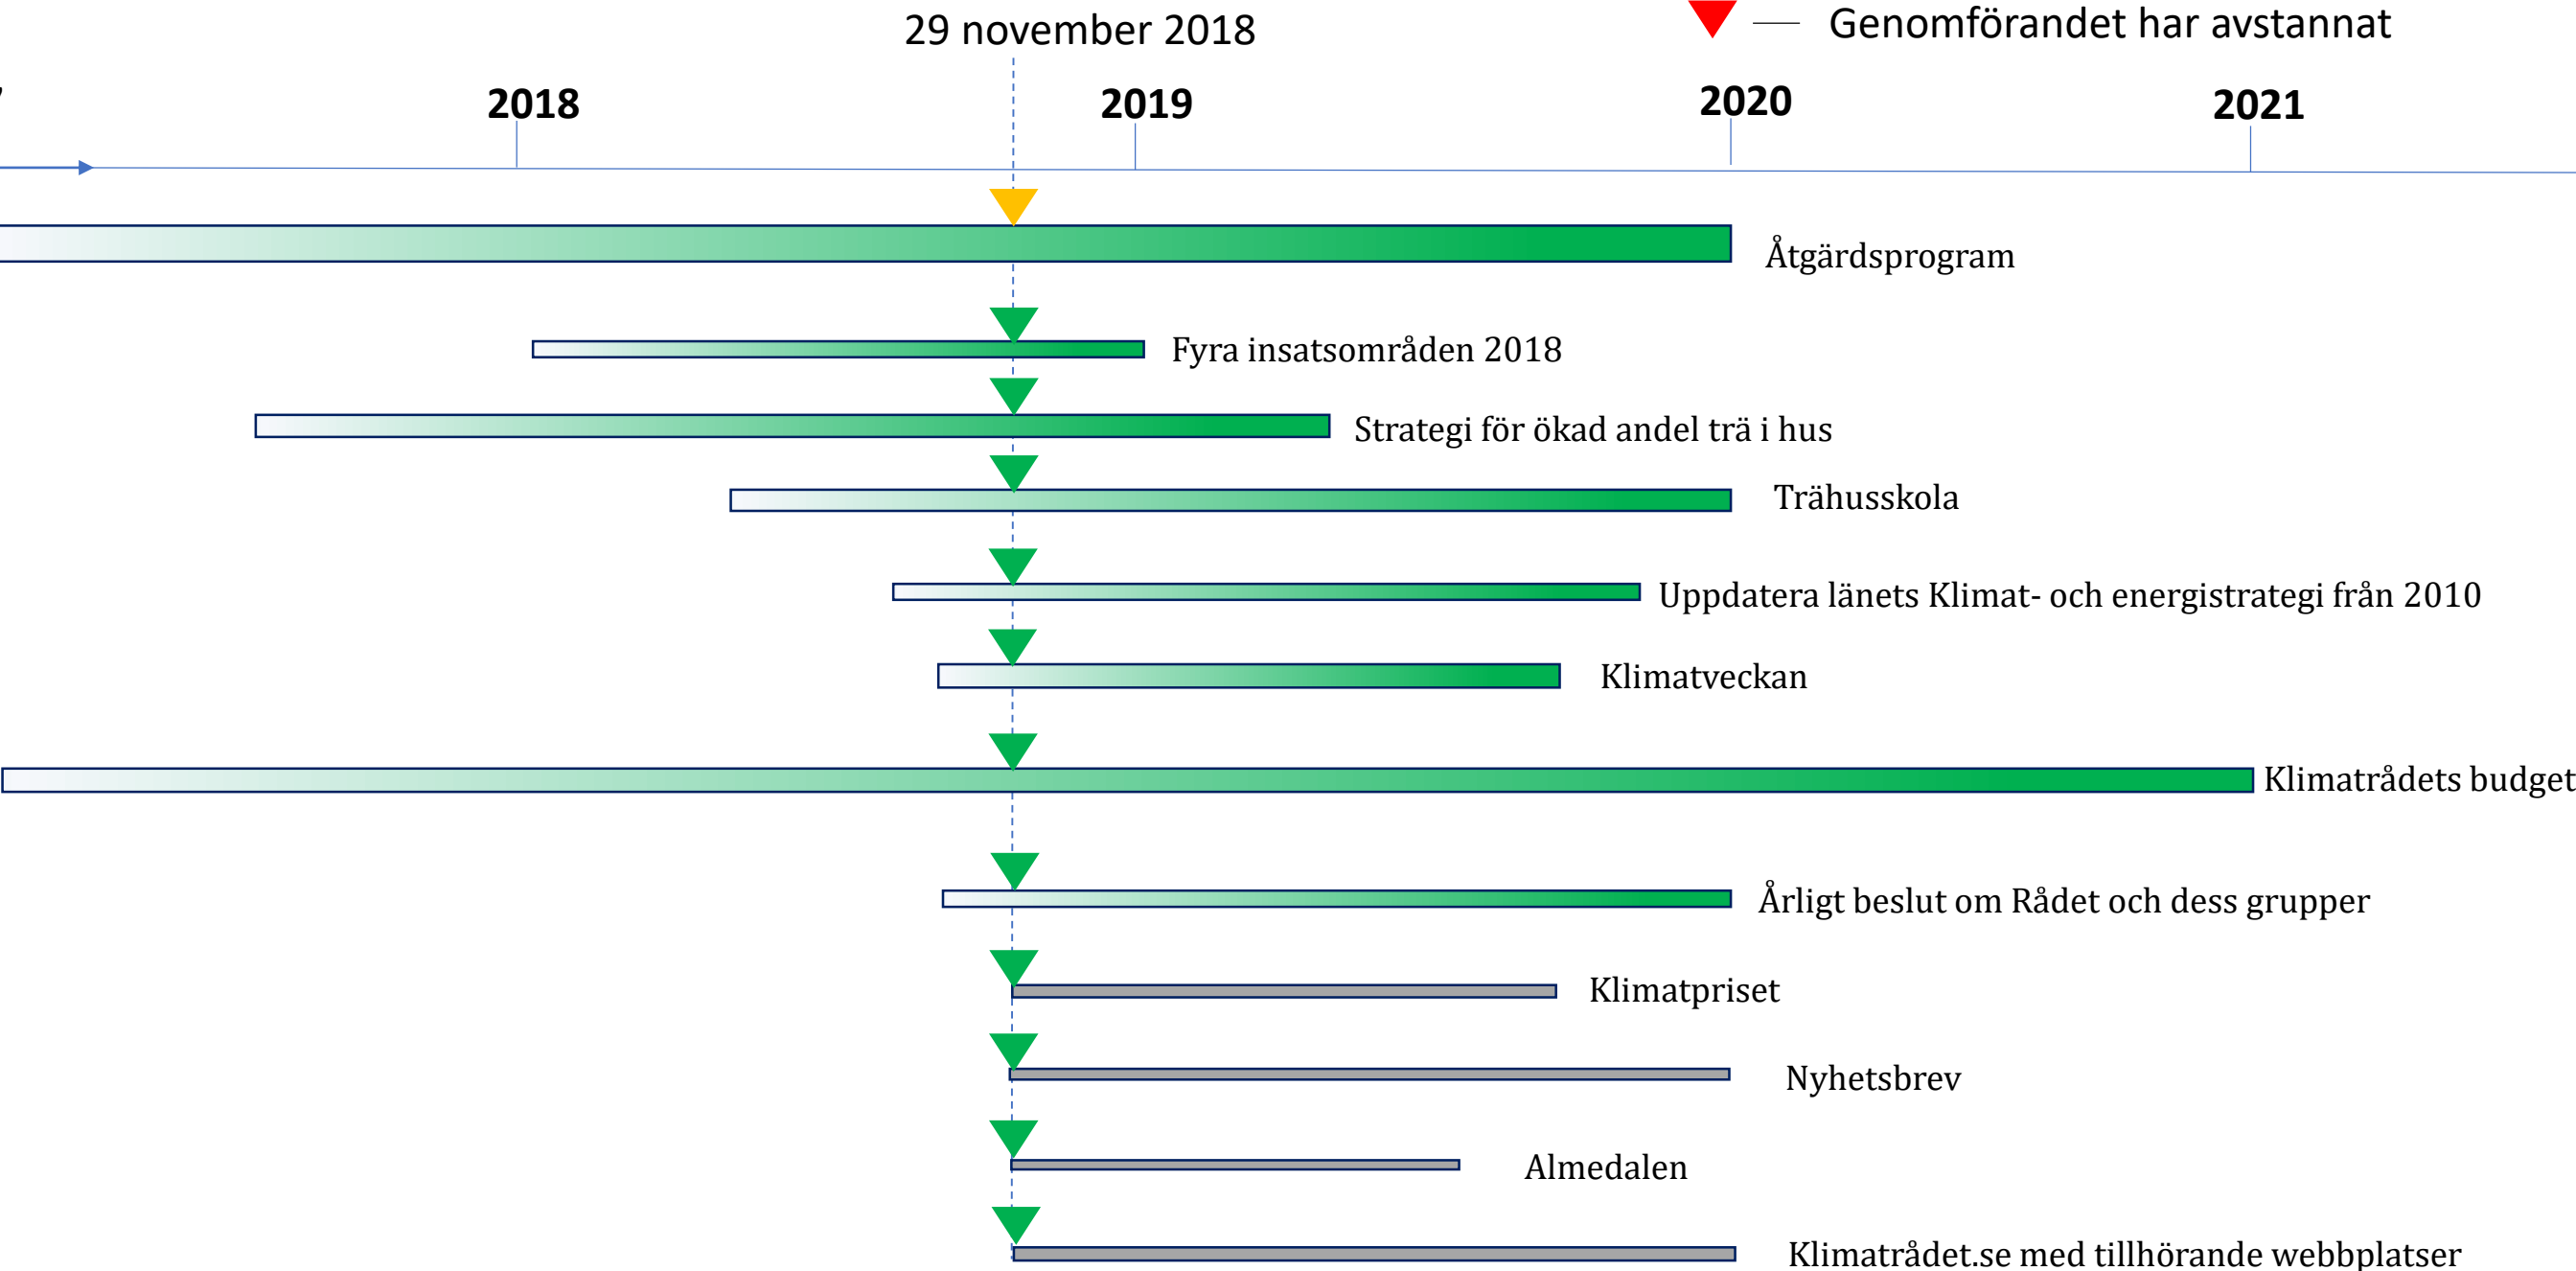 29 november 2018
Genomförandet har avstannat
2018
2019
2020
2021
Åtgärdsprogram
Fyra insatsområden 2018
Strategi för ökad andel trä i hus
Trähusskola
Uppdatera länets Klimat- och energistrategi från 2010
Klimatveckan
Klimatrådets budget
Årligt beslut om Rådet och dess grupper
Klimatpriset
Nyhetsbrev
Almedalen
Klimatrådet.se med tillhörande webbplatser